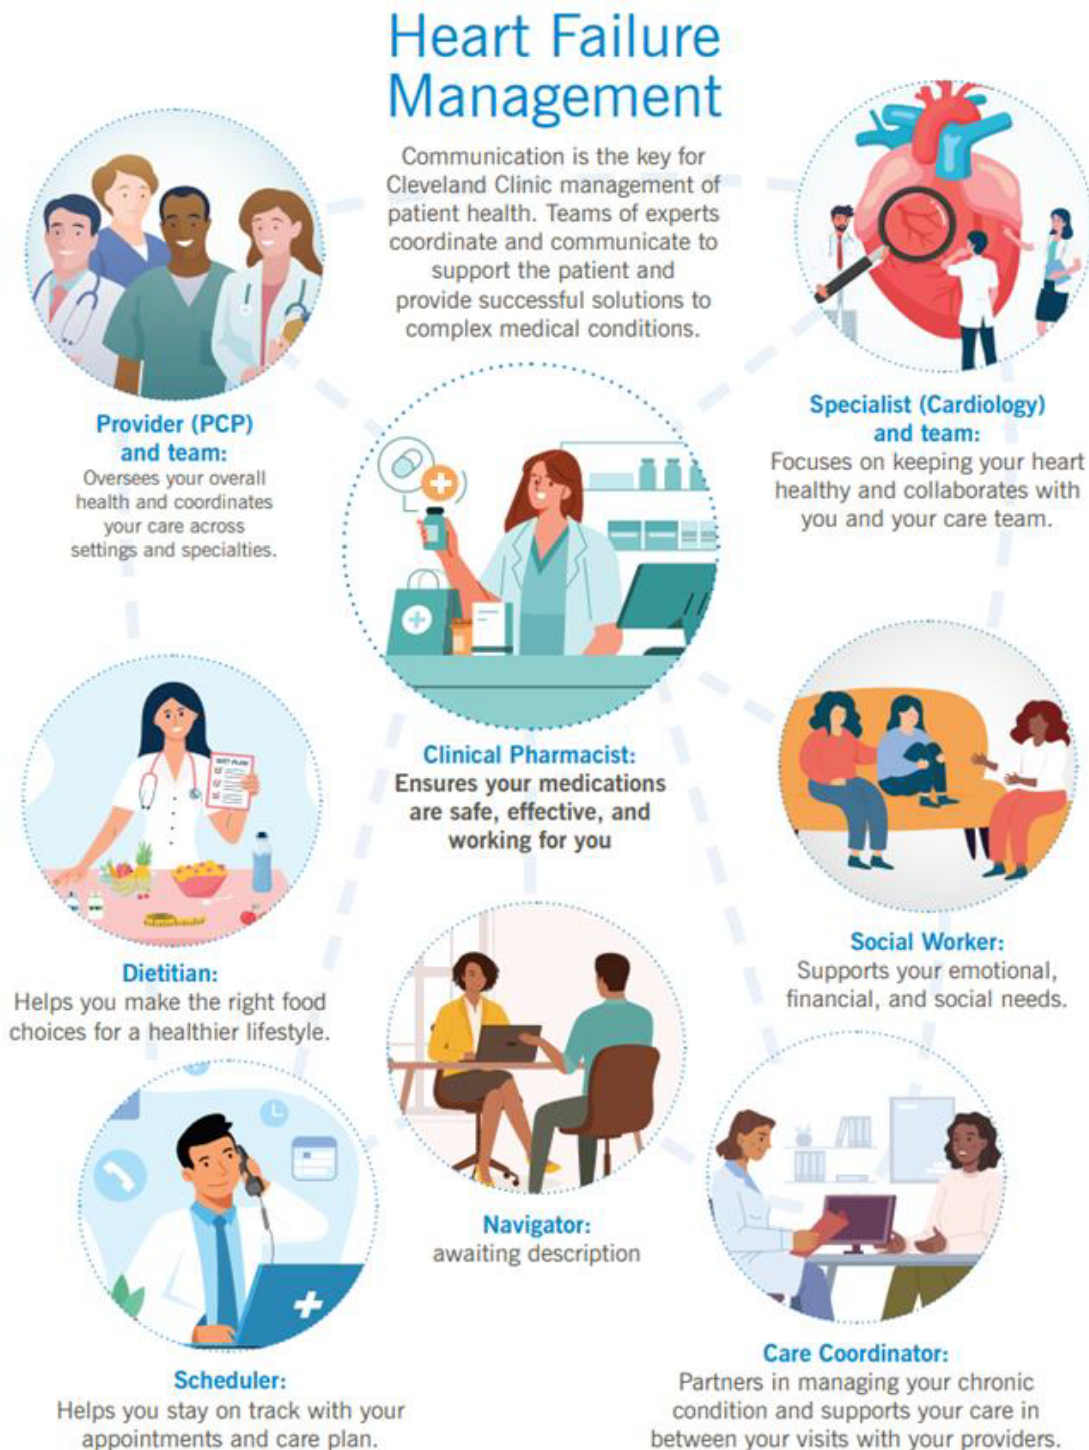 Heart Failure
Management
Communication is the key for
Cleveland Clinic management of
patient health. Teams of experts
coordinate and communicate to
support the patient and
provide successful solutions to
complex medical conditions.
Provider (PCP)
and team:
Oversees your overall
health and coordinates
your care across
settings and specialties.
Specialist (Cardiology)
and team:
Focuses on keeping your heart
healthy and collaborates with
you and your care team.
Clinical Pharmacist:
Ensures your medications
are safe, effective, and
working for you
DIET PLAN
Dietitian:
Helps you make the right food
choices for a healthier lifestyle.
Social Worker:
Supports your emotional,
financial, and social needs.
Navigator:
awaiting description
Scheduler:
Helps you stay on track with your
appointments and care plan.
Care Coordinator:
Partners in managing your chronic
condition and supports your care in
between your visits with your providers.